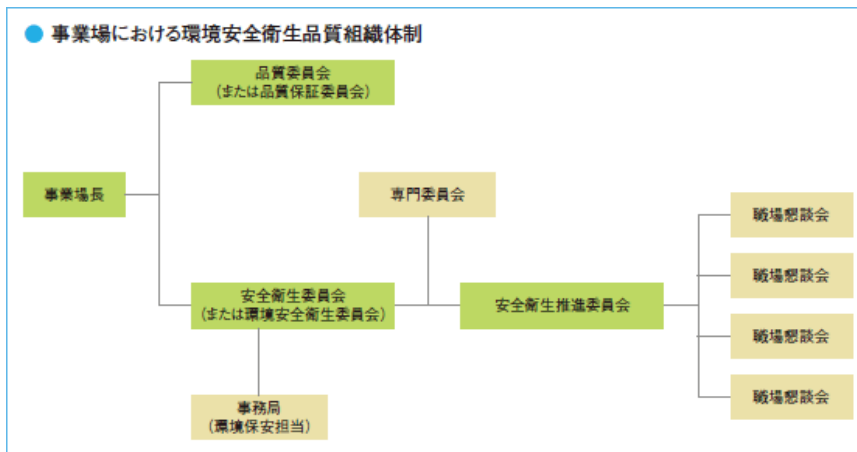 事業場における環境安全衛生品質組織体制
品質委員会
(または品質保証委員会)
事業場長
専門委員会
職場懇談会
職場懇談会
安全衛生委員会
(または環境安全衛生委員会)
安全衛生推進委員会
職場懇談会
職場懇談会
事務局
(環境保安担当)